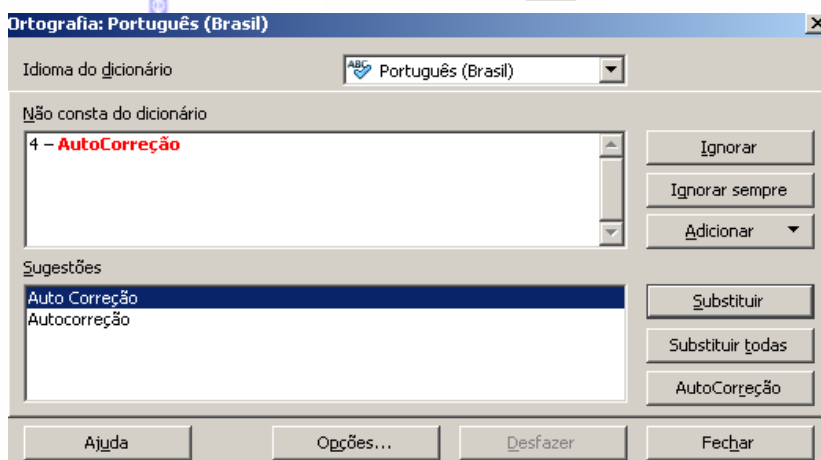 Ortografia: Português (Brasil)
Idioma do dicionário
ABC Português (Brasil)
Não consta do dicionário
4 – AutoCorreção
Ignorar
Ignorar sempre
Adicionar
Sugestões
Auto Correção
Autocorreção
Substituir
Substituir todas
AutoCorreção
Ajuda
Opções...
Desfazer
Fechar